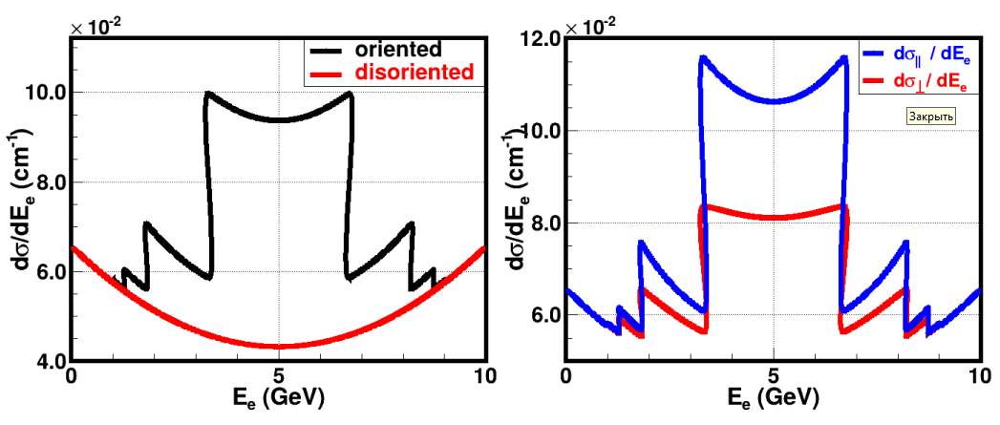 × 10⁻²
oriented
disoriented
10.0
8.0
6.0
4.0
dσ/dEₑ (cm⁻¹)
0
5
10
Eₑ (GeV)
× 10⁻²
dσ∥ / dEₑ
dσ⊥ / dEₑ
Закрыть
12.0
10.0
8.0
6.0
dσ/dEₑ (cm⁻¹)
0
5
10
Eₑ (GeV)